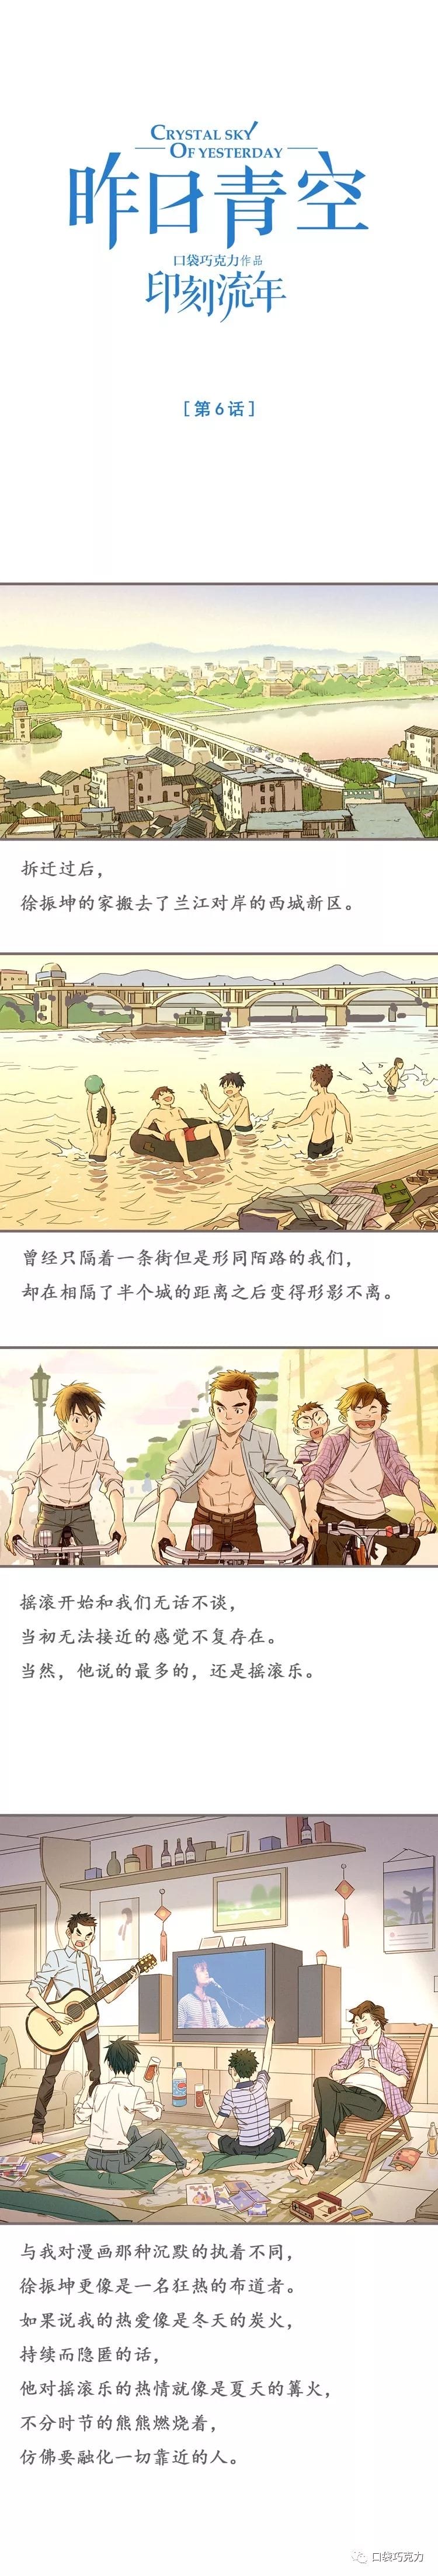 CRYSTAL SKY
OF YESTERDAY
昨日青空
口袋巧克力作品
印刻流年
[第6话]
拆迁过后，
徐振坤的家搬去了兰江对岸的西城新区。
曾经只隔着一条街但是形同陌路的我们，
却在相隔了半个城的距离之后变得形影不离。
摇滚开始和我们无话不谈，
当初无法接近的感觉不复存在。
当然，他说的最多的，还是摇滚乐。
与我对漫画那种沉默的执着不同，
徐振坤更像是一名狂热的布道者。
如果说我的热爱像是冬天的炭火，
持续而隐匿的话，
他对摇滚乐的热情就像是夏天的篝火，
不分时节的熊熊燃烧着，
仿佛要融化一切靠近的人。
口袋巧克力